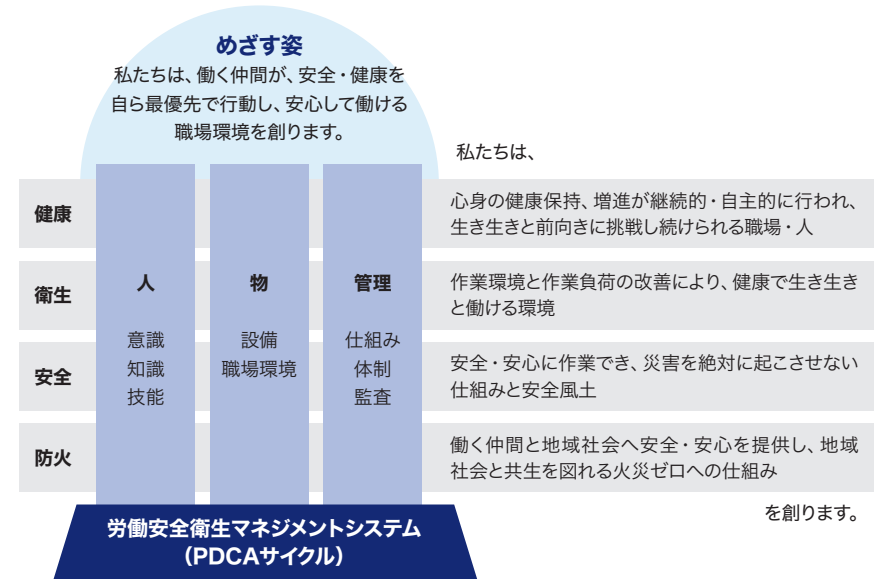 めざす姿
私たちは、働く仲間が、安全・健康を
自ら最優先で行動し、安心して働ける
職場環境を創ります。
私たちは、
健康
心身の健康保持、増進が継続的・自主的に行われ、
生き生きと前向きに挑戦し続けられる職場・人
衛生
作業環境と作業負荷の改善により、健康で生き生き
と働ける環境
安全
安全・安心に作業でき、災害を絶対に起こさせない
仕組みと安全風土
防火
働く仲間と地域社会へ安全・安心を提供し、地域
社会と共生を図れる火災ゼロへの仕組み
を創ります。
人
意識
知識
技能
物
設備
職場環境
管理
仕組み
体制
監査
労働安全衛生マネジメントシステム
（PDCAサイクル）